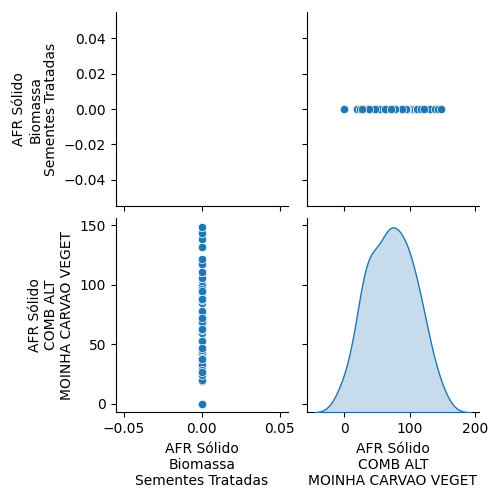 0.04
0.02
0.00
−0.02
−0.04
AFR Sólido
Biomassa
Sementes Tratadas
150
100
50
0
AFR Sólido
COMB ALT
MOINHA CARVAO VEGET
−0.05 0.00 0.05
AFR Sólido
Biomassa
Sementes Tratadas
0 100 200
AFR Sólido
COMB ALT
MOINHA CARVAO VEGET